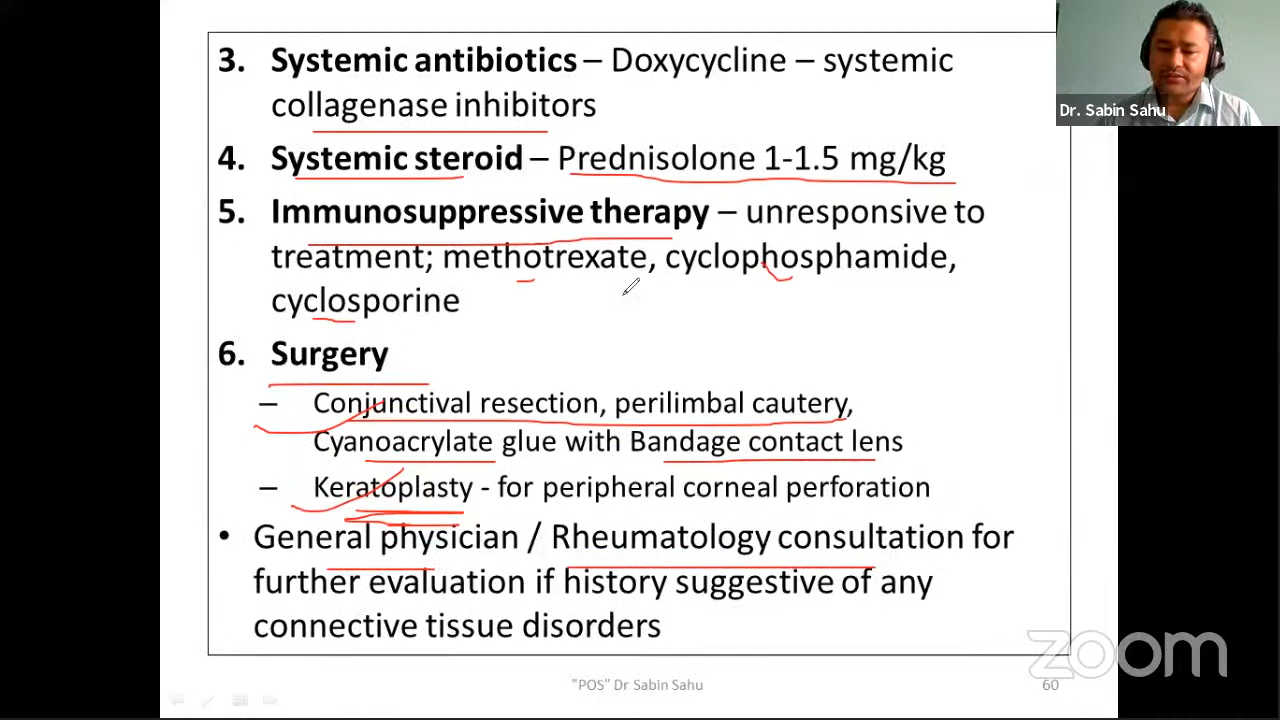 3. Systemic antibiotics – Doxycycline – systemic
collagenase inhibitors
4. Systemic steroid – Prednisolone 1-1.5 mg/kg
5. Immunosuppressive therapy – unresponsive to
treatment; methotrexate, cyclophosphamide,
cyclosporine
6. Surgery
– Conjunctival resection, perilimbal cautery,
Cyanoacrylate glue with Bandage contact lens
– Keratoplasty - for peripheral corneal perforation
• General physician / Rheumatology consultation for
further evaluation if history suggestive of any
connective tissue disorders
"POS" Dr Sabin Sahu
60
Dr. Sabin Sahu
zoom